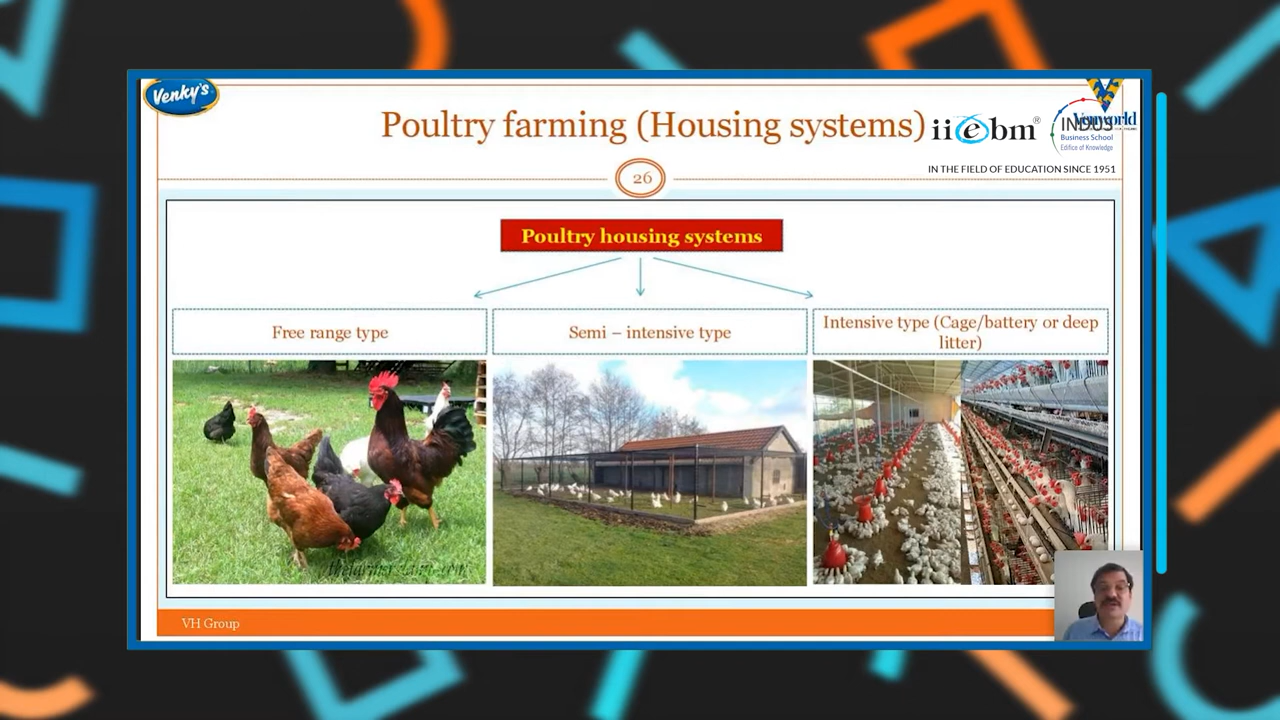 Venky's
Poultry farming (Housing systems)
iiebm®
INDUS
Business School
Edifice of Knowledge
IN THE FIELD OF EDUCATION SINCE 1951
26
Poultry housing systems
Free range type
Semi – intensive type
Intensive type (Cage/battery or deep
litter)
VH Group